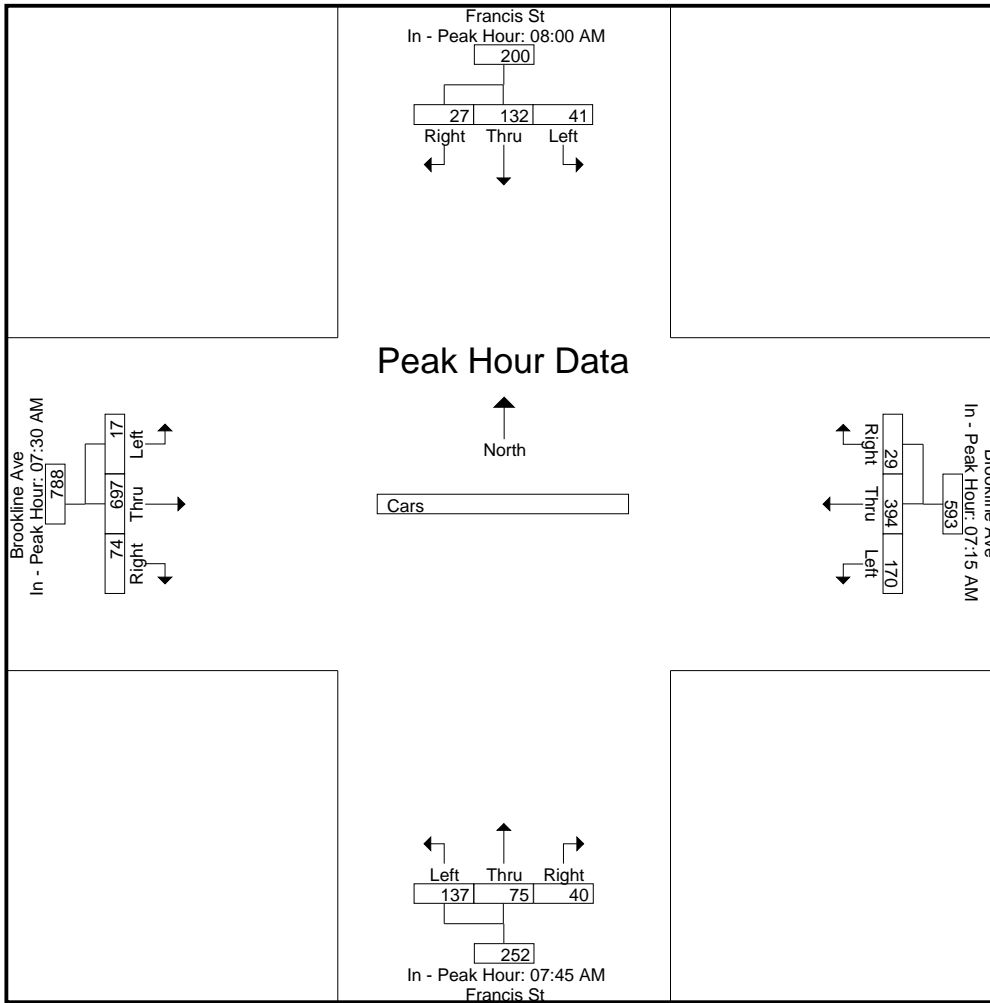 Francis St
In - Peak Hour: 08:00 AM
200
27 132 41
Right Thru Left
Peak Hour Data
North
Cars
Brookline Ave
In - Peak Hour: 07:30 AM
788
17 697 74
Left Thru Right
Brookline Ave
In - Peak Hour: 07:15 AM
593
29 394 170
Right Thru Left
Left Thru Right
137 75 40
252
In - Peak Hour: 07:45 AM
Francis St